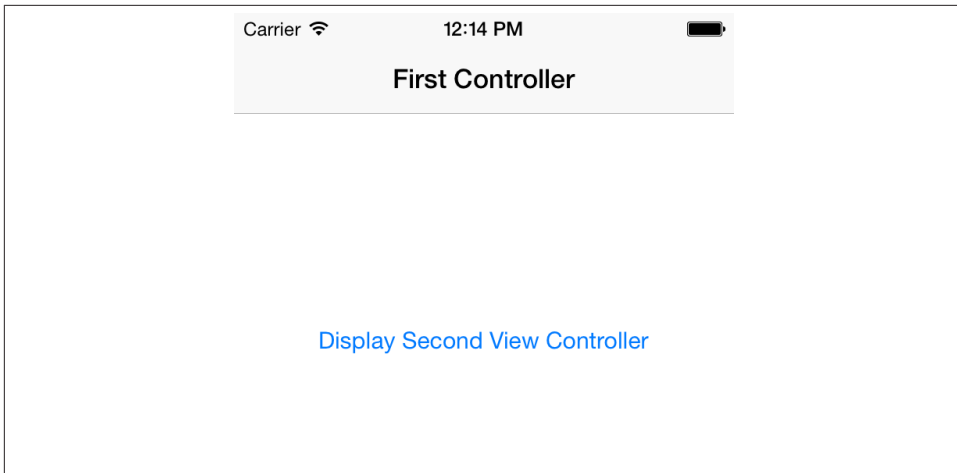 Carrier 12:14 PM
First Controller
Display Second View Controller